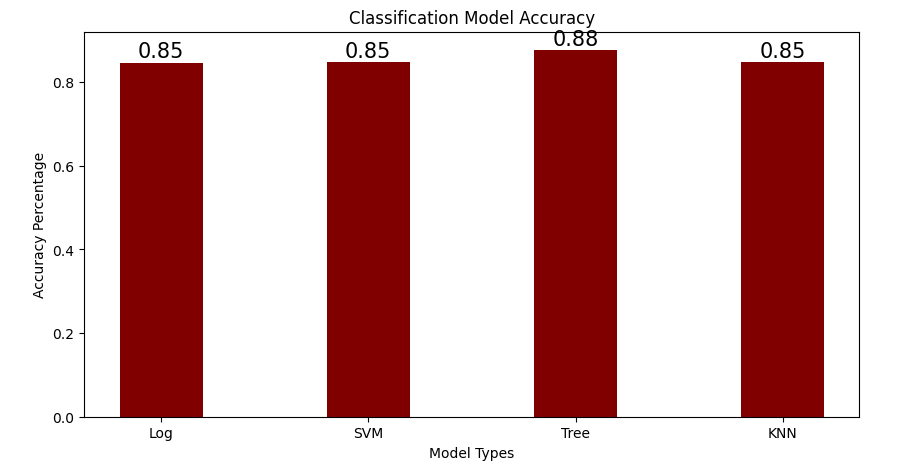 Classification Model Accuracy
0.85
0.85
0.88
0.85
Accuracy Percentage
0.8
0.6
0.4
0.2
0.0
Log
SVM
Tree
KNN
Model Types